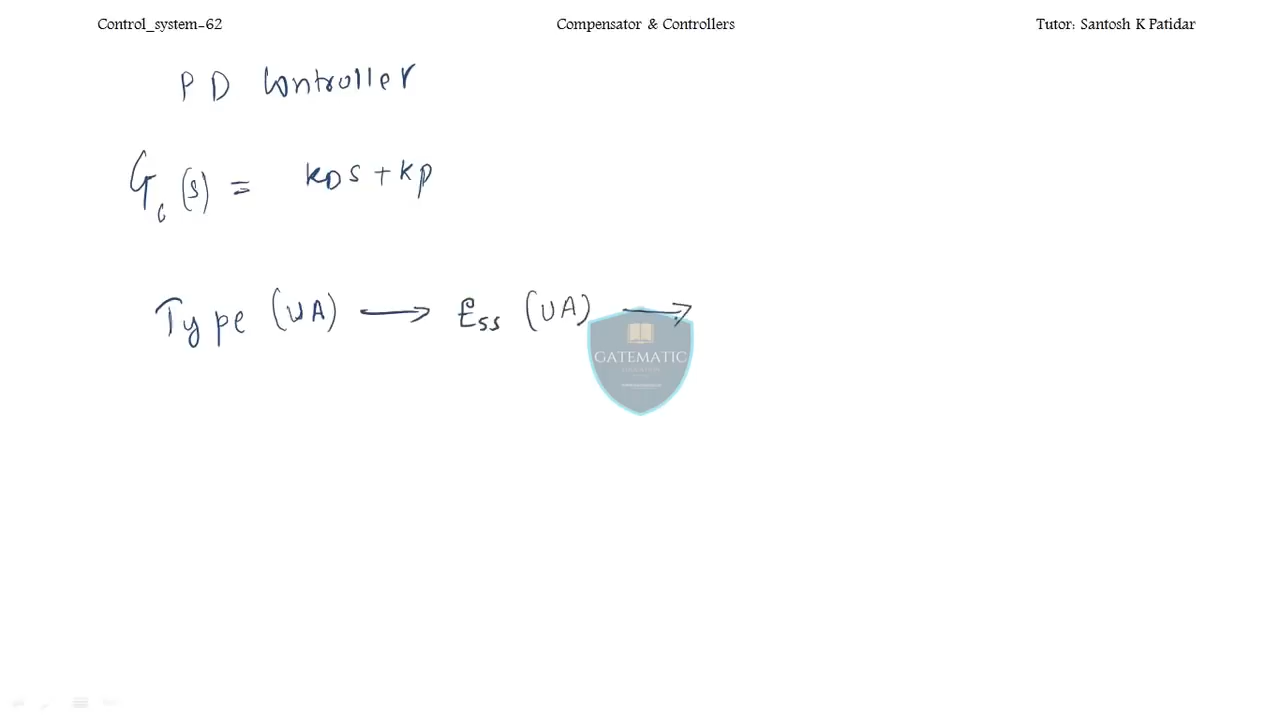 Control_system-62 Compensator & Controllers Tutor: Santosh K Patidar
PD Controller
Gc(s) = KDS + KP
Type (UA) → Ess (UA) →
GATEMATIC